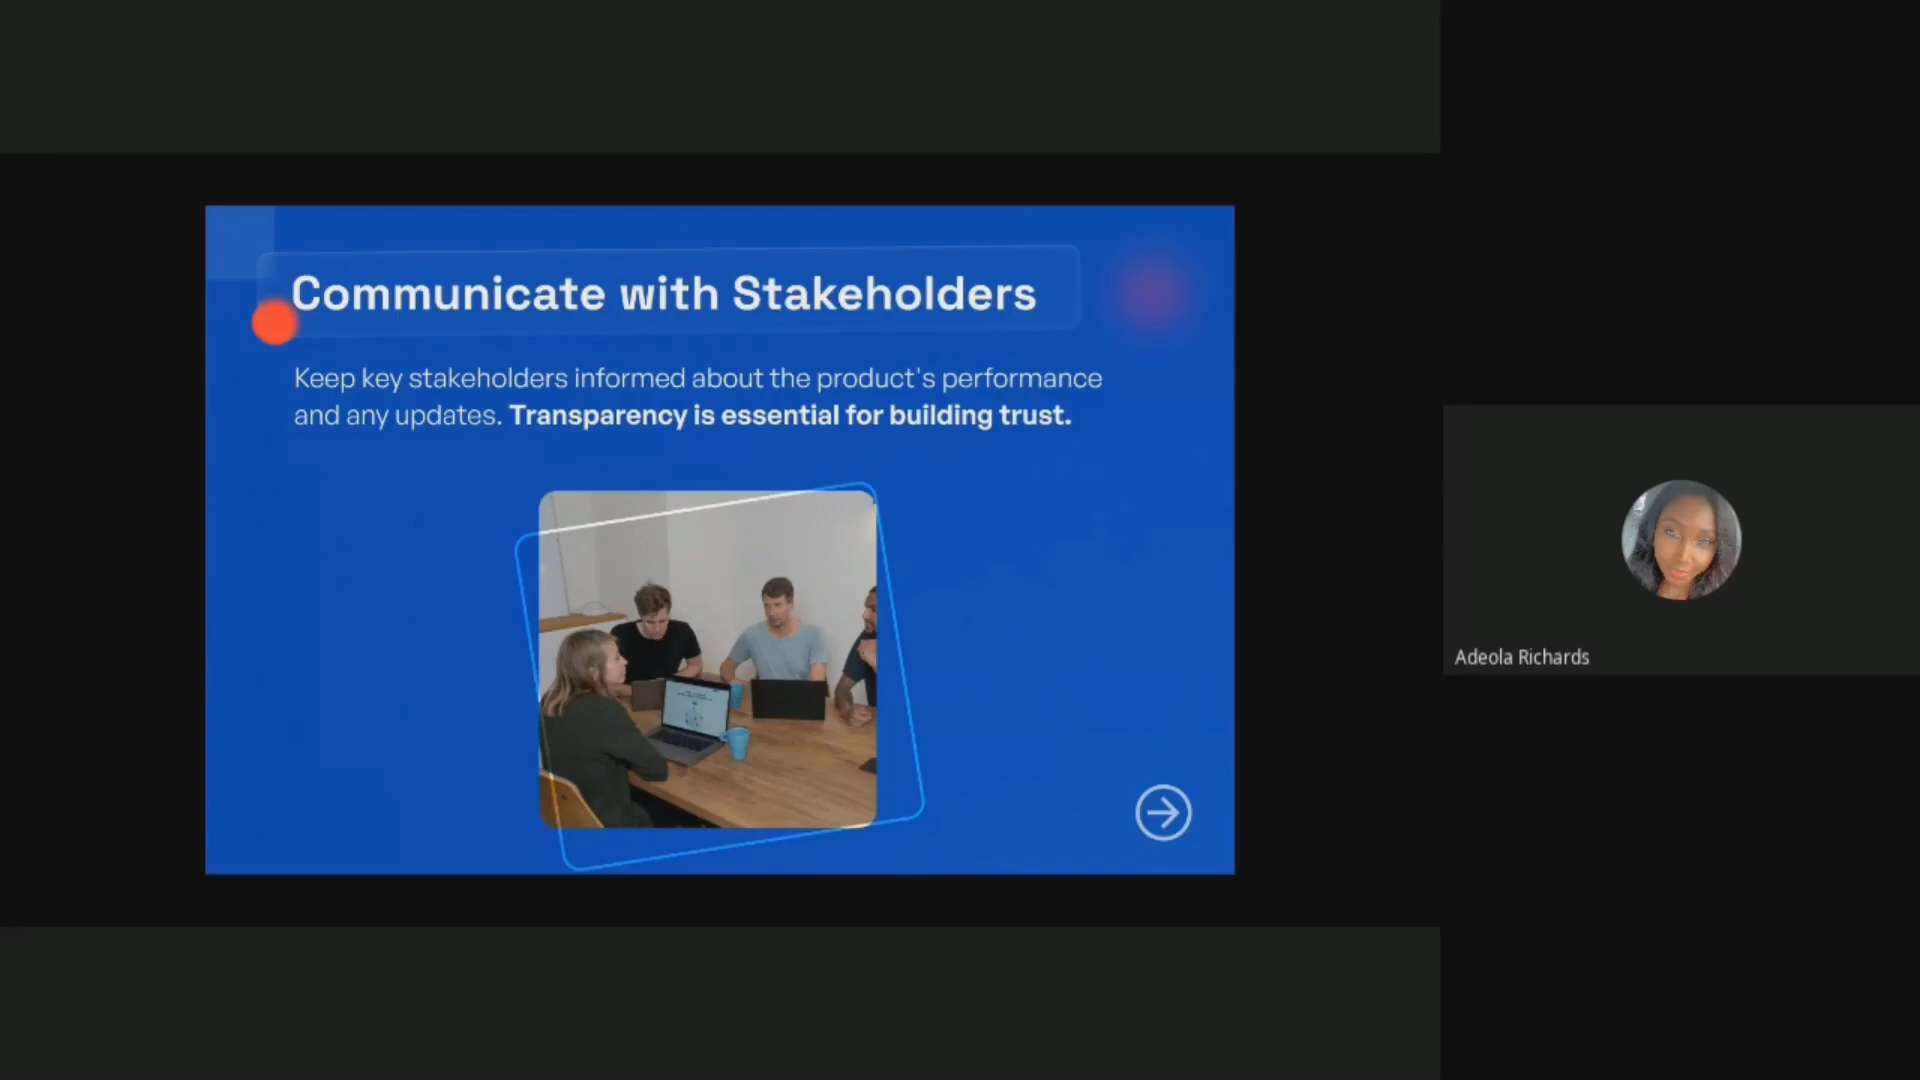 Communicate with Stakeholders
Keep key stakeholders informed about the product's performance
and any updates. Transparency is essential for building trust.
Adeola Richards